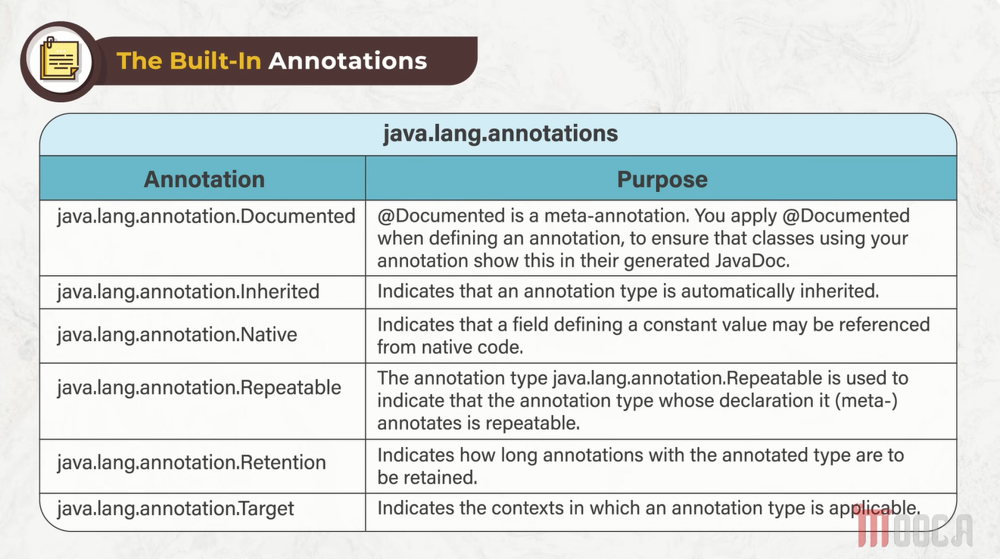 The Built-In Annotations
java.lang.annotations
Annotation
Purpose
java.lang.annotation.Documented
@Documented is a meta-annotation. You apply @Documented
when defining an annotation, to ensure that classes using your
annotation show this in their generated JavaDoc.
java.lang.annotation.Inherited
Indicates that an annotation type is automatically inherited.
java.lang.annotation.Native
Indicates that a field defining a constant value may be referenced
from native code.
java.lang.annotation.Repeatable
The annotation type java.lang.annotation.Repeatable is used to
indicate that the annotation type whose declaration it (meta-)
annotates is repeatable.
java.lang.annotation.Retention
Indicates how long annotations with the annotated type are to
be retained.
java.lang.annotation.Target
Indicates the contexts in which an annotation type is applicable.
MOOCA